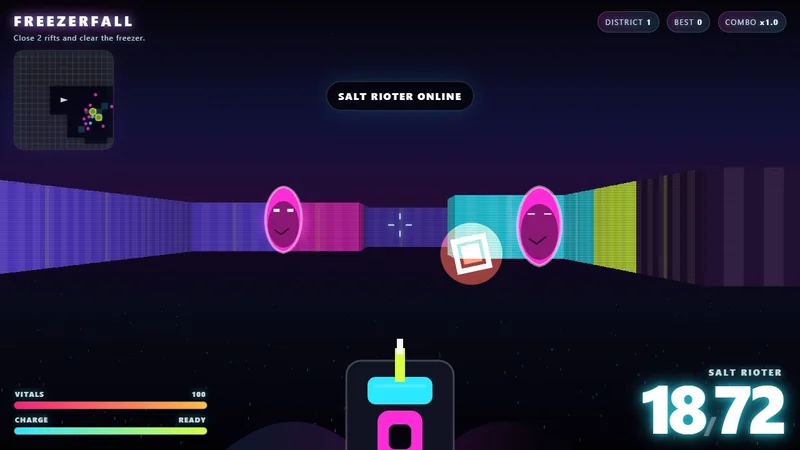 FREEZERFALL
Close 2 rifts and clear the freezer.
DISTRICT 1
BEST 0
COMBO x1.0
SALT RIOTER ONLINE
VITALS 100
CHARGE READY
SALT RIOTER
18/72